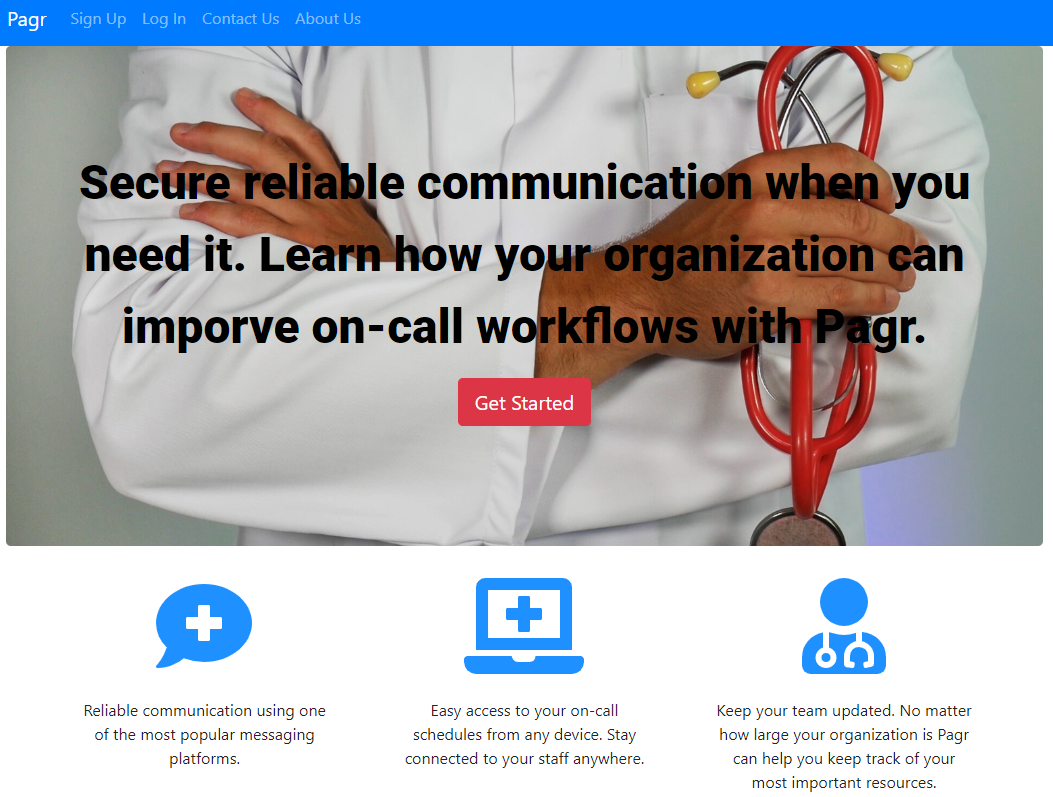 Pagr Sign Up Log In Contact Us About Us
Secure reliable communication when you
need it. Learn how your organization can
imporve on-call workflows with Pagr.
Get Started
Reliable communication using one
of the most popular messaging
platforms.
Easy access to your on-call
schedules from any device. Stay
connected to your staff anywhere.
Keep your team updated. No matter
how large your organization is Pagr
can help you keep track of your
most important resources.